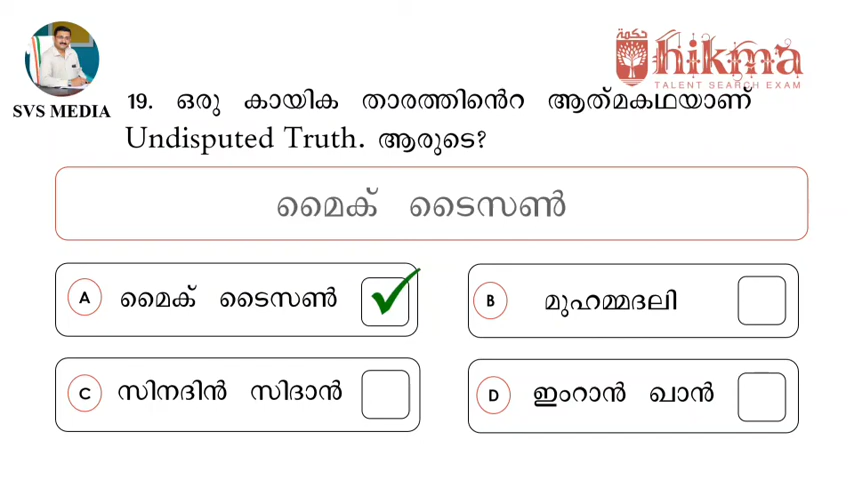 حكمة
hikma
TALENT SEARCH EXAM
SVS MEDIA
19. ഒരു കായിക താരത്തിൻെറ ആത്മകഥയാണ്
Undisputed Truth. ആരുടെ?
മൈക് ടൈസൺ
A മൈക് ടൈസൺ
B മുഹമ്മദലി
C സിനദിൻ സിദാൻ
D ഇംറാൻ ഖാൻ